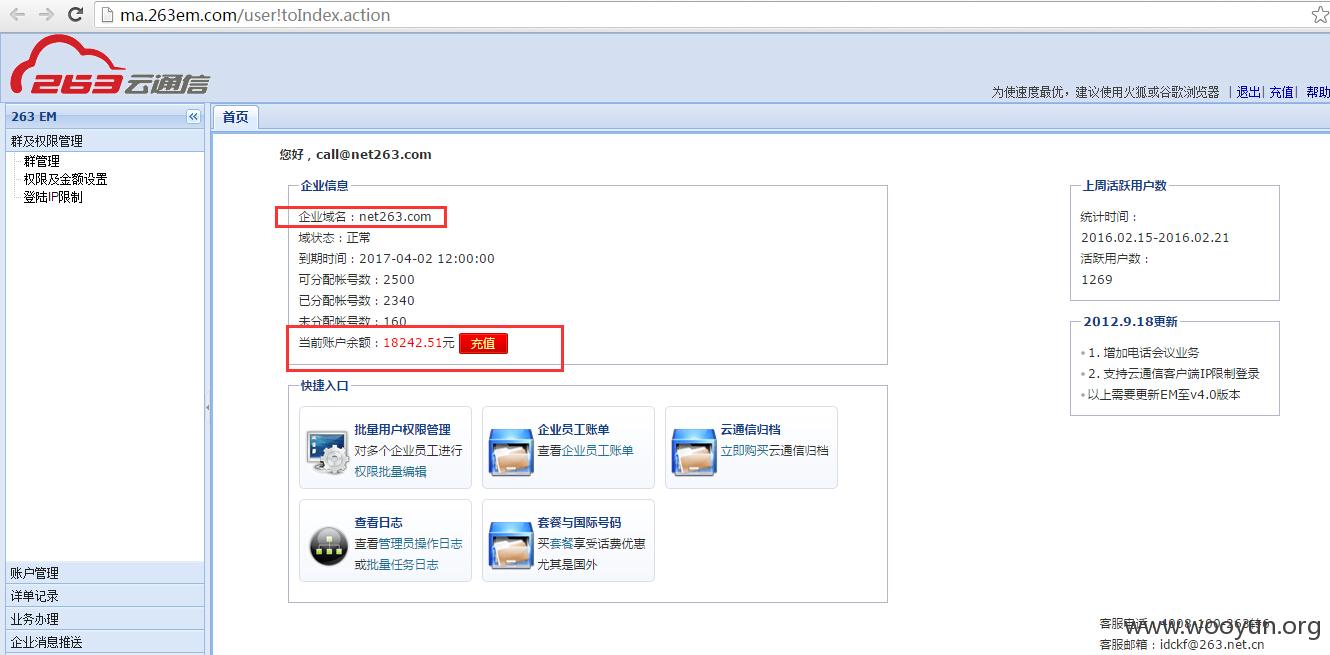 ma.263em.com/user!toIndex.action
263云通信
为使速度最优，建议使用火狐或谷歌浏览器 | 退出| 充值| 帮助
263 EM
群及权限管理
群管理
权限及金额设置
登陆IP限制
账户管理
详单记录
业务办理
企业消息推送
首页
您好，call@net263.com
企业信息
企业域名：net263.com
域状态：正常
到期时间：2017-04-02 12:00:00
可分配帐号数：2500
已分配帐号数：2340
未分配帐号数：160
当前账户余额：18242.51元 充值
快捷入口
批量用户权限管理
对多个企业员工进行
权限批量编辑
企业员工账单
查看企业员工账单
云通信归档
立即购买云通信归档
查看日志
查看管理员操作日志
或批量任务日志
套餐与国际号码
买套餐享受话费优惠
尤其是国外
上周活跃用户数
统计时间：
2016.02.15-2016.02.21
活跃用户数：
1269
2012.9.18更新
1. 增加电话会议业务
2. 支持云通信客户端IP限制登录
以上需要更新EM至v4.0版本
客服电话：4008-100-263转6
www.wooyun.org
客服邮箱：idckf@263.net.cn